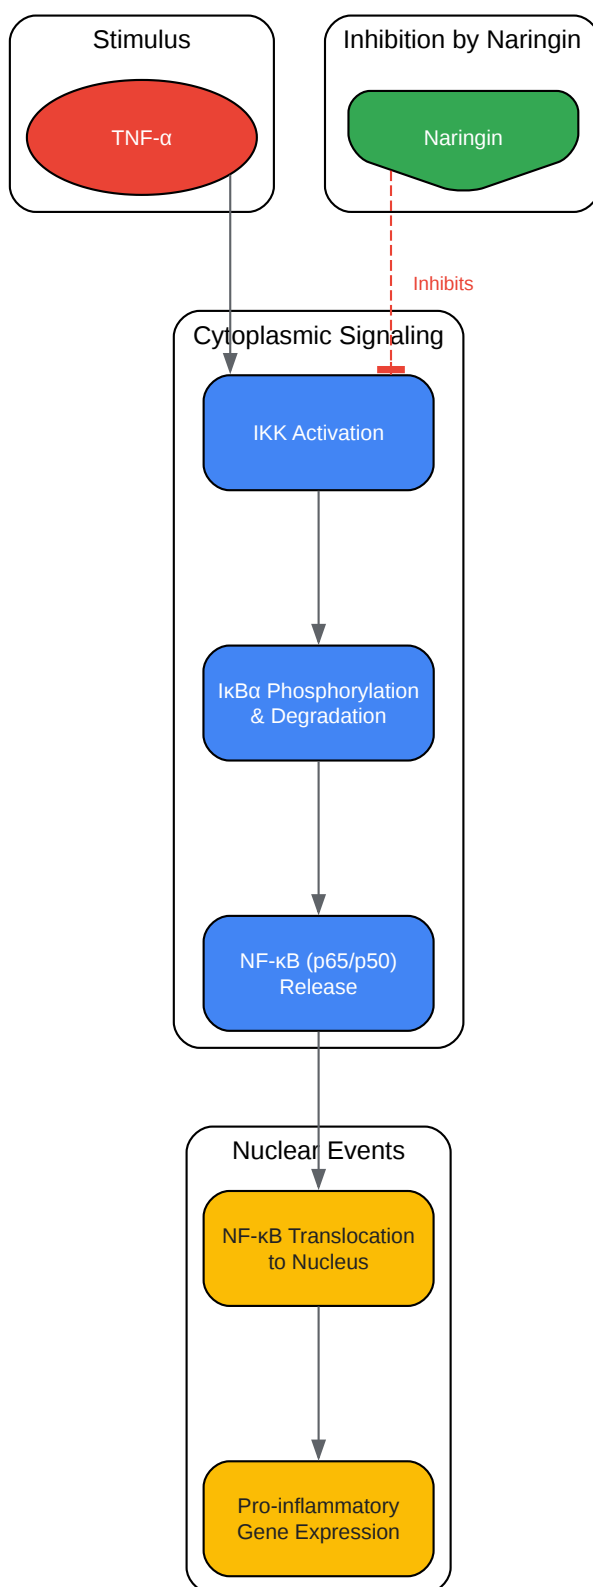 Stimulus
Inhibition by Naringin
TNF-α
Naringin
Inhibits
Cytoplasmic Signaling
IKK Activation
IκBα Phosphorylation
& Degradation
NF-κB (p65/p50)
Release
Nuclear Events
NF-κB Translocation
to Nucleus
Pro-inflammatory
Gene Expression